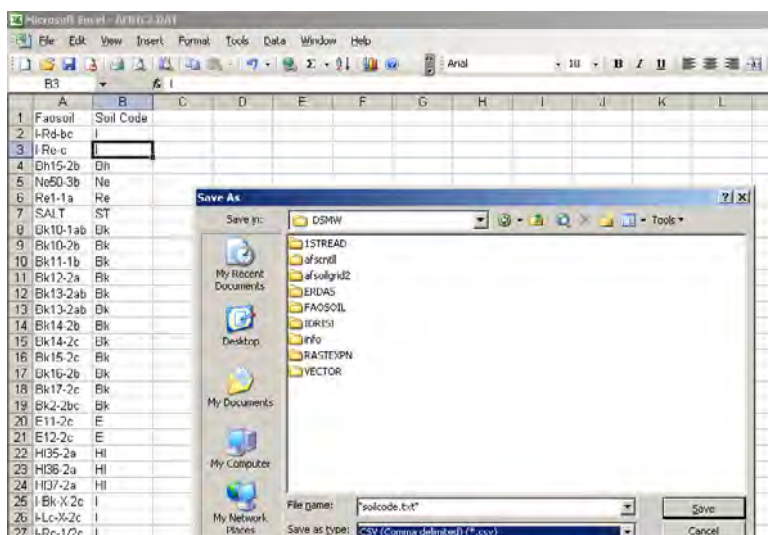 Microsoft Excel - AFRIC2.DAT
File Edit View Insert Format Tools Data Window Help
Arial 10 B I U
B3 fx I
A B C D E F G H I J K L
1 Faosoil Soil Code
2 I-Rd-bc I
3 I-Re-c I
4 Bh15-2b Bh
5 Ne50-3b Ne
6 Re1-1a Re
7 SALT ST
8 Bk10-1ab Bk
9 Bk10-2b Bk
10 Bk11-1b Bk
11 Bk12-2a Bk
12 Bk13-2ab Bk
13 Bk13-2ab Bk
14 Bk14-2b Bk
15 Bk14-2c Bk
16 Bk15-2c Bk
17 Bk16-2b Bk
18 Bk17-2c Bk
19 Bk2-2bc Bk
20 E11-2c E
21 E12-2c E
22 Hl35-2a Hl
23 Hl36-2a Hl
24 Hl37-2a Hl
25 I-Bk-X-2c I
26 I-Lc-X-2c I
27 I-Rc-1/2c I
Save As
Save in: DSMW Tools
My Recent Documents
Desktop
My Documents
My Computer
My Network Places
1STREAD
afscntil
afsoilgrid2
ERDAS
FAOSOIL
IDRISI
info
RASTEXPN
VECTOR
File name: "soilcode.txt" Save
Save as type: CSV (Comma delimited) (*.csv) Cancel